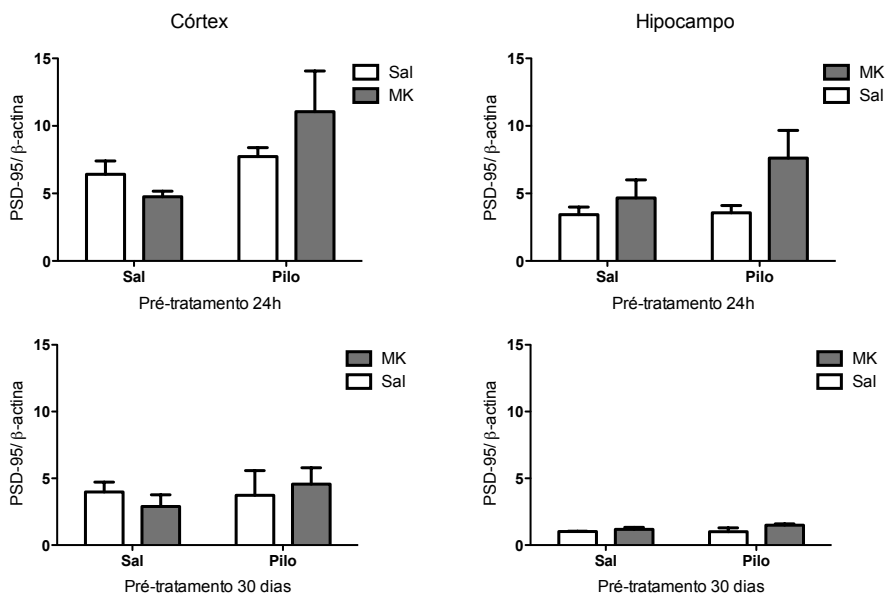 Córtex
PSD-95/ β-actina
15
10
5
0
Sal
MK
Sal
Pilo
Pré-tratamento 24h
Hipocampo
PSD-95/ β-actina
15
10
5
0
MK
Sal
Sal
Pilo
Pré-tratamento 24h
PSD-95/ β-actina
15
10
5
0
MK
Sal
Sal
Pilo
Pré-tratamento 30 dias
PSD-95/ β-actina
15
10
5
0
MK
Sal
Sal
Pilo
Pré-tratamento 30 dias